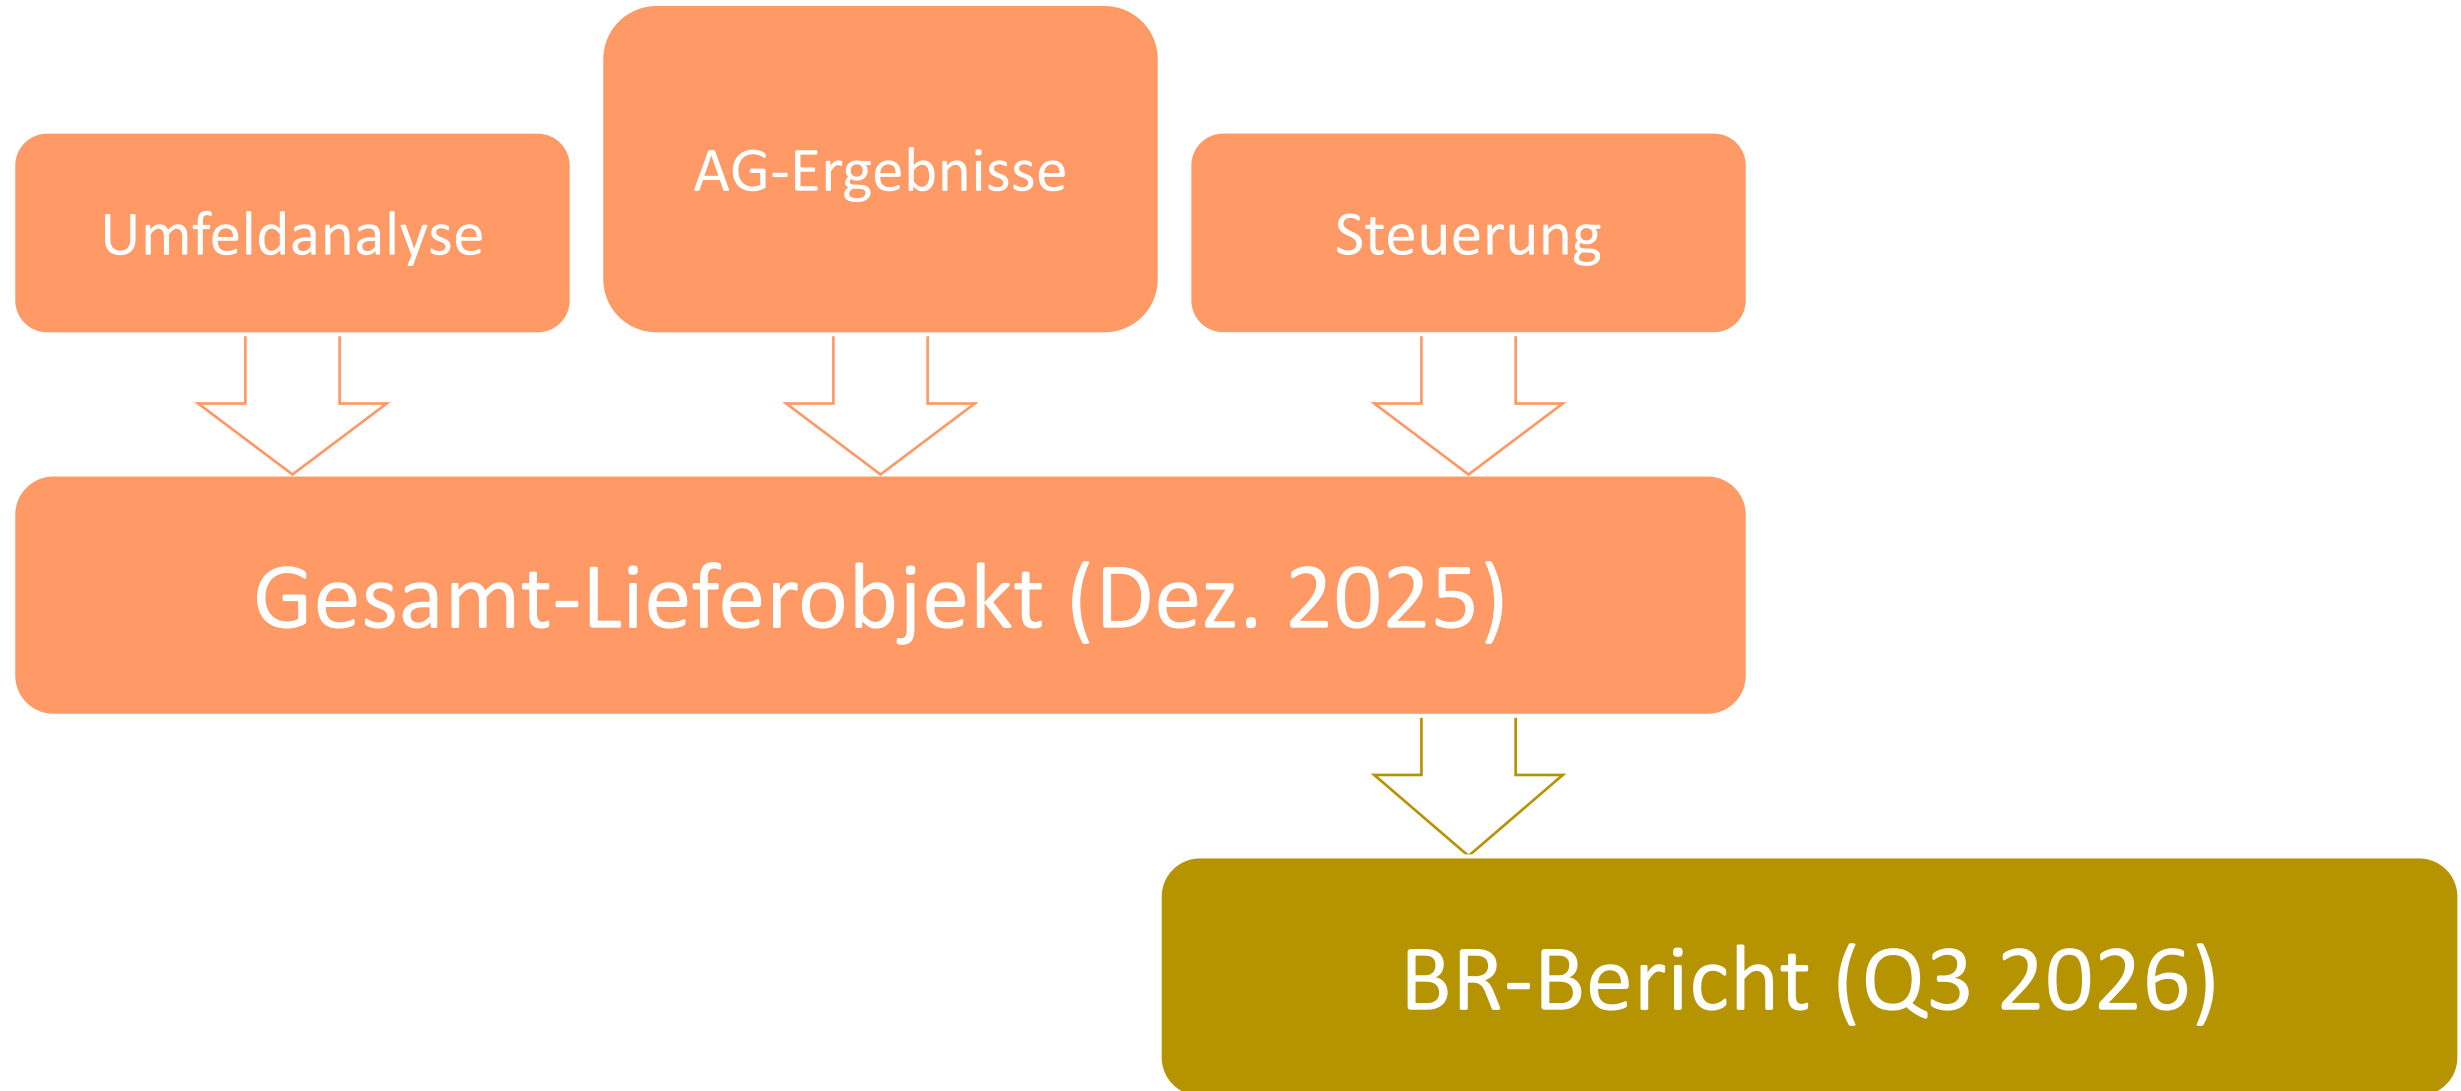 Umfeldanalyse
AG-Ergebnisse
Steuerung
Gesamt-Lieferobjekt (Dez. 2025)
BR-Bericht (Q3 2026)